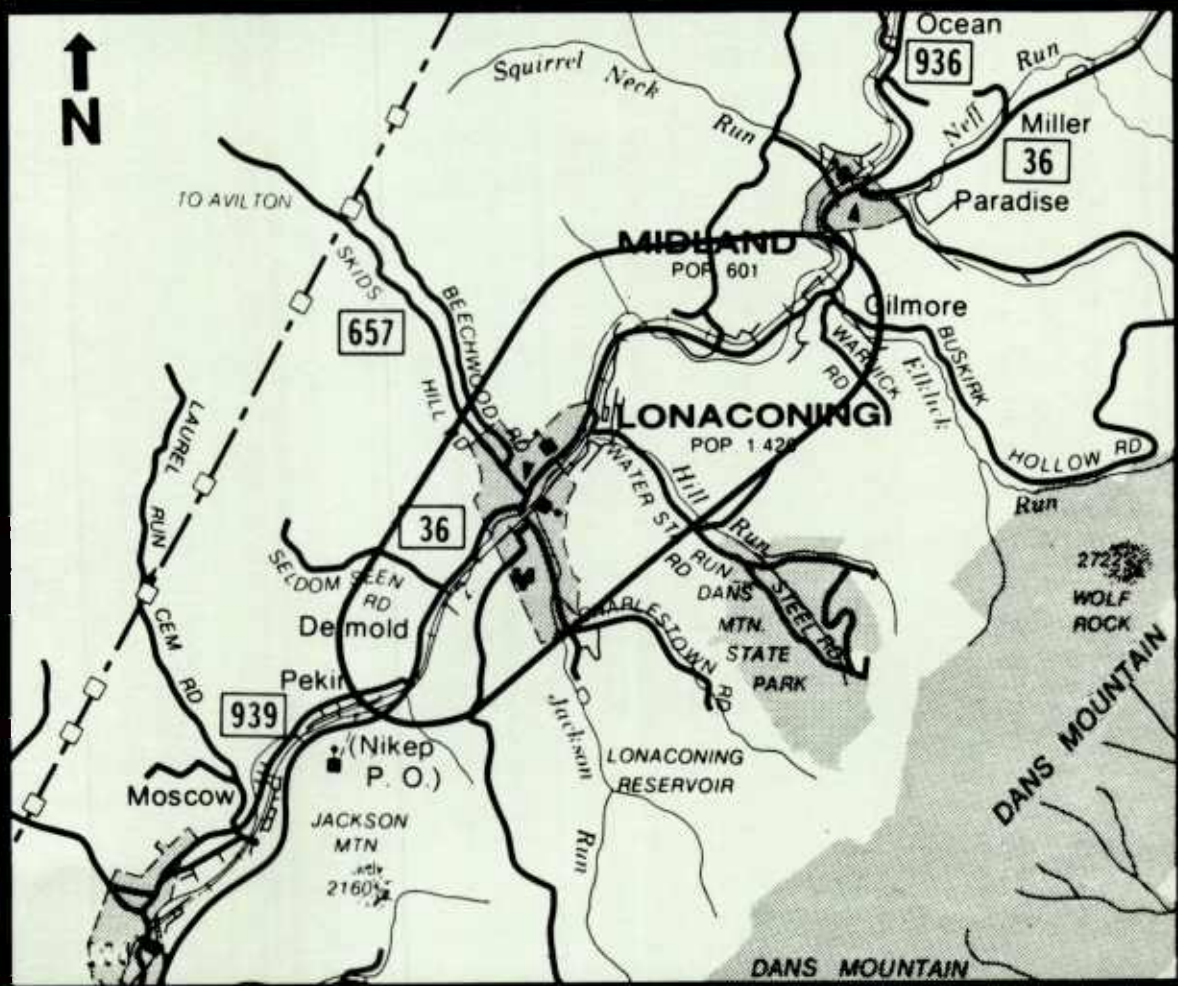 N
Ocean
936
Squirrel Neck Run
Neff Run
Miller
36
Paradise
TO AVILTON
MIDLAND
POP. 601
SKIDS HILL RD
657
BEECHWOOD RD
Gilmore
WARWICK RD
Elklick Run
BUSKIRK HOLLOW RD
LAUREL RUN CEM RD
LONACONING
POP 1 420
WATER ST RD
Hill Run
36
SELDOM SEEN RD
RUN
STEEL RD
DANS MTN. STATE PARK
272
WOLF ROCK
Detmold
CHARLESTOWN RD
Pekin
939
(Nikep P. O.)
Jackson Run
LONACONING RESERVOIR
DANS MOUNTAIN
Moscow
JACKSON MTN
2160
DANS MOUNTAIN